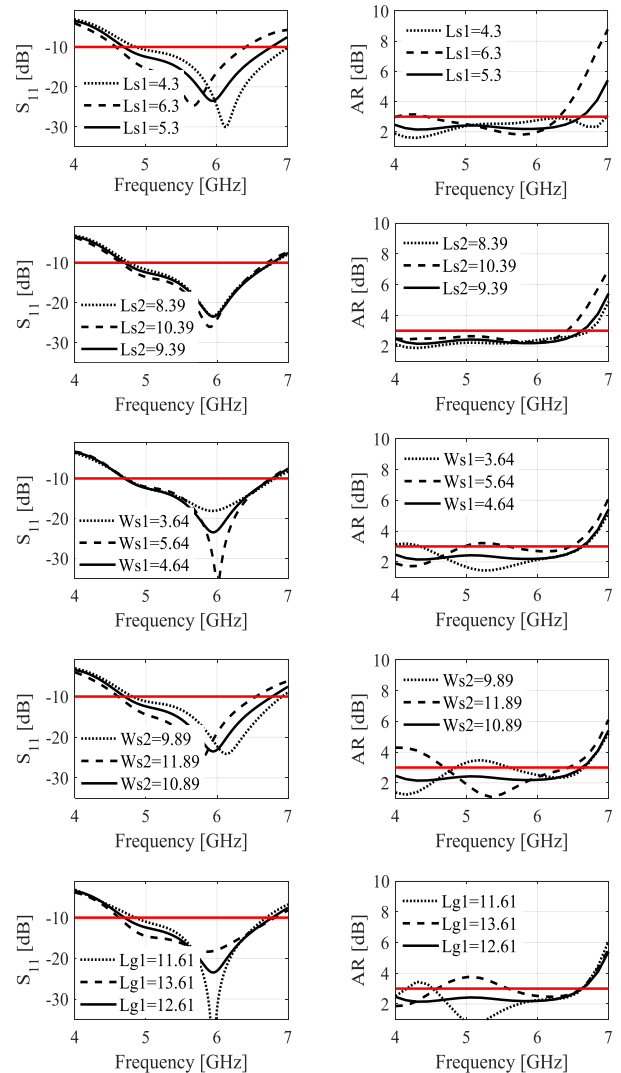 -10
-20
-30
S11 [dB]
Ls1=4.3
Ls1=6.3
Ls1=5.3
4 5 6 7
Frequency [GHz]
10
8
6
4
2
AR [dB]
Ls1=4.3
Ls1=6.3
Ls1=5.3
4 5 6 7
Frequency [GHz]
-10
-20
-30
S11 [dB]
Ls2=8.39
Ls2=10.39
Ls2=9.39
4 5 6 7
Frequency [GHz]
10
8
6
4
2
AR [dB]
Ls2=8.39
Ls2=10.39
Ls2=9.39
4 5 6 7
Frequency [GHz]
-10
-20
-30
S11 [dB]
Ws1=3.64
Ws1=5.64
Ws1=4.64
4 5 6 7
Frequency [GHz]
10
8
6
4
2
AR [dB]
Ws1=3.64
Ws1=5.64
Ws1=4.64
4 5 6 7
Frequency [GHz]
-10
-20
-30
S11 [dB]
Ws2=9.89
Ws2=11.89
Ws2=10.89
4 5 6 7
Frequency [GHz]
10
8
6
4
2
AR [dB]
Ws2=9.89
Ws2=11.89
Ws2=10.89
4 5 6 7
Frequency [GHz]
-10
-20
-30
S11 [dB]
Lg1=11.61
Lg1=13.61
Lg1=12.61
4 5 6 7
Frequency [GHz]
10
8
6
4
2
AR [dB]
Lg1=11.61
Lg1=13.61
Lg1=12.61
4 5 6 7
Frequency [GHz]